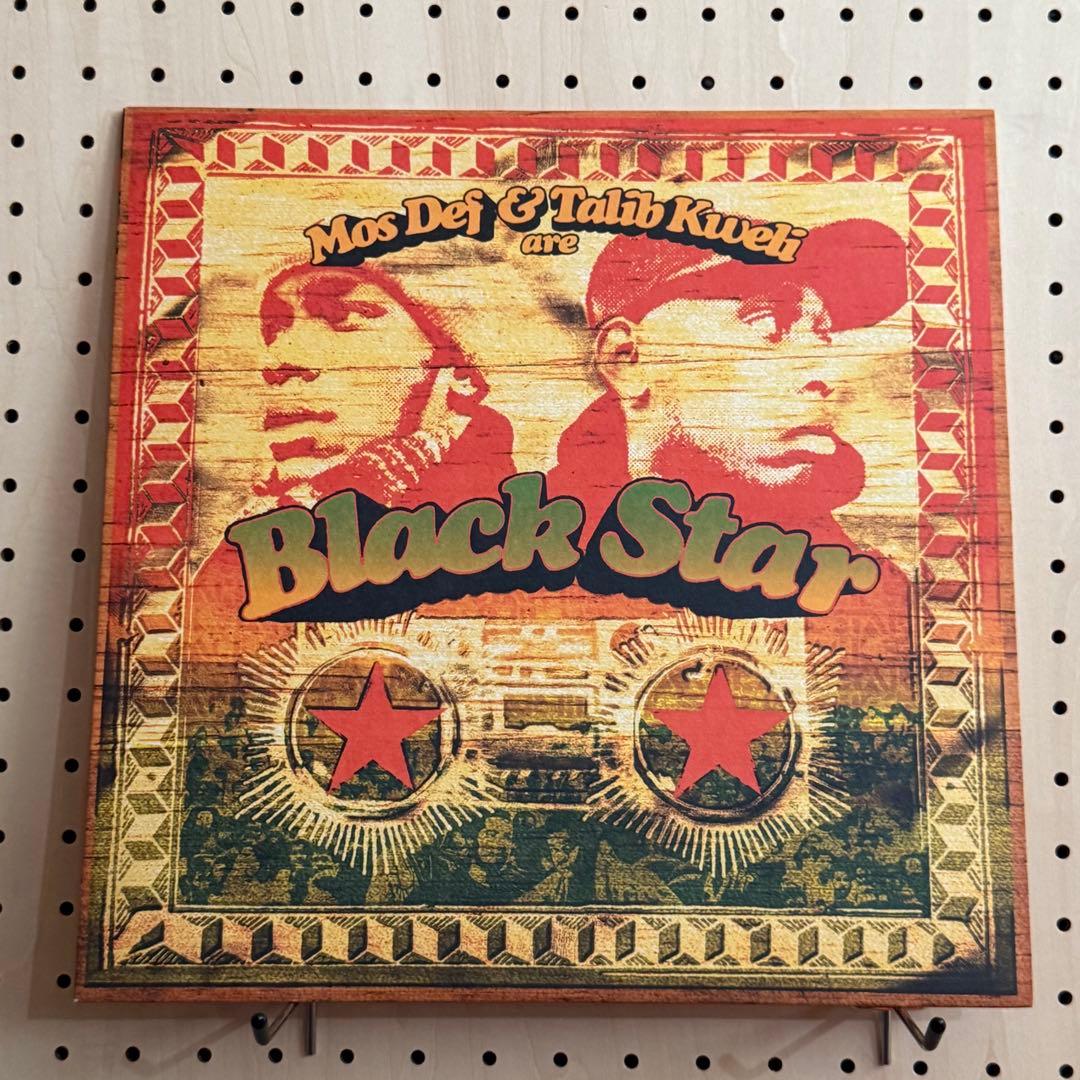 Mos Def & Talib Kweli
are
Black Star